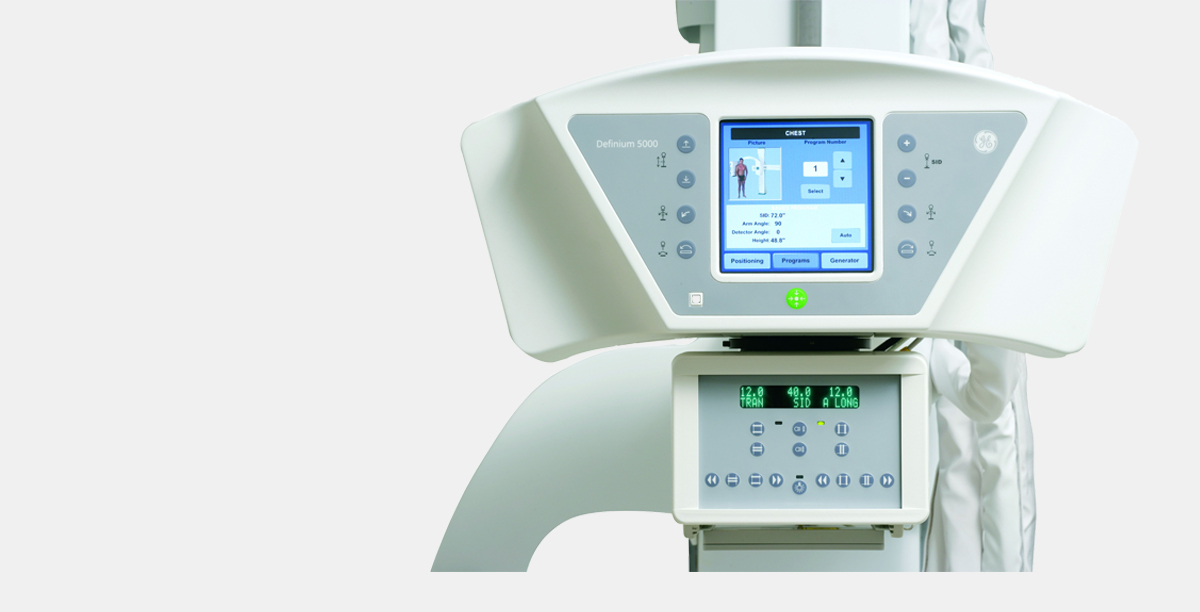 Definium 5000
CHEST
Picture
Program Number
1
Select
SID: 72.0"
Arm Angle: 90
Detector Angle: 0
Height: 48.8"
Auto
Positioning
Programs
Generator
SID
12.0 40.0 12.0
TRAN SID A LONG